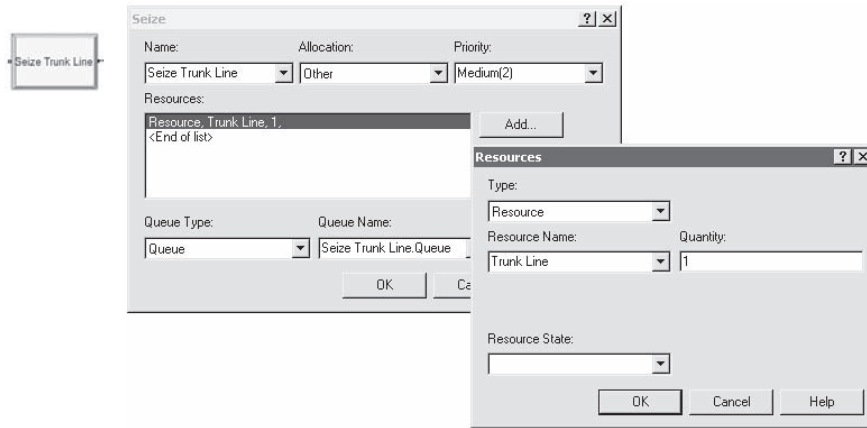 Seize Trunk Line
Seize
Name:
Allocation:
Priority:
Seize Trunk Line
Other
Medium(2)
Resources:
Resource, Trunk Line, 1,
<End of list>
Add...
Queue Type:
Queue Name:
Queue
Seize Trunk Line.Queue
OK
Ca
Resources
Type:
Resource
Resource Name:
Quantity:
Trunk Line
1
Resource State:
OK
Cancel
Help